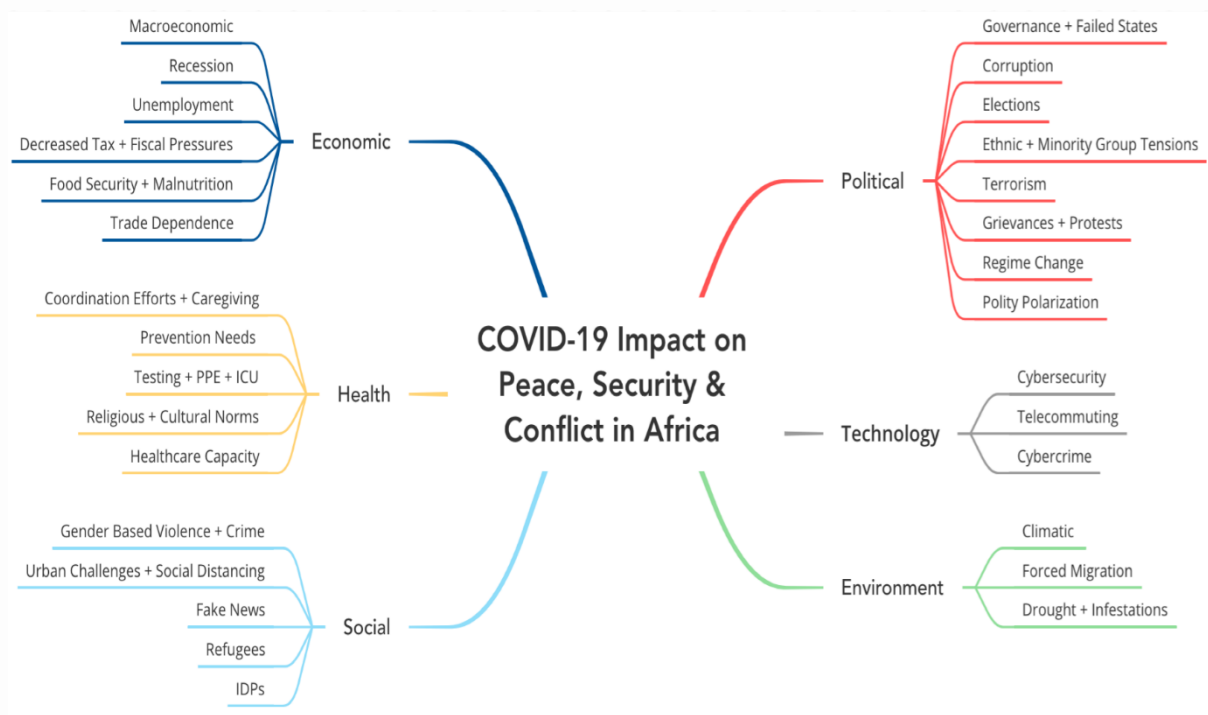 COVID-19 Impact on
Peace, Security &
Conflict in Africa
Economic
Macroeconomic
Recession
Unemployment
Decreased Tax + Fiscal Pressures
Food Security + Malnutrition
Trade Dependence
Health
Coordination Efforts + Caregiving
Prevention Needs
Testing + PPE + ICU
Religious + Cultural Norms
Healthcare Capacity
Social
Gender Based Violence + Crime
Urban Challenges + Social Distancing
Fake News
Refugees
IDPs
Political
Governance + Failed States
Corruption
Elections
Ethnic + Minority Group Tensions
Terrorism
Grievances + Protests
Regime Change
Polity Polarization
Technology
Cybersecurity
Telecommuting
Cybercrime
Environment
Climatic
Forced Migration
Drought + Infestations